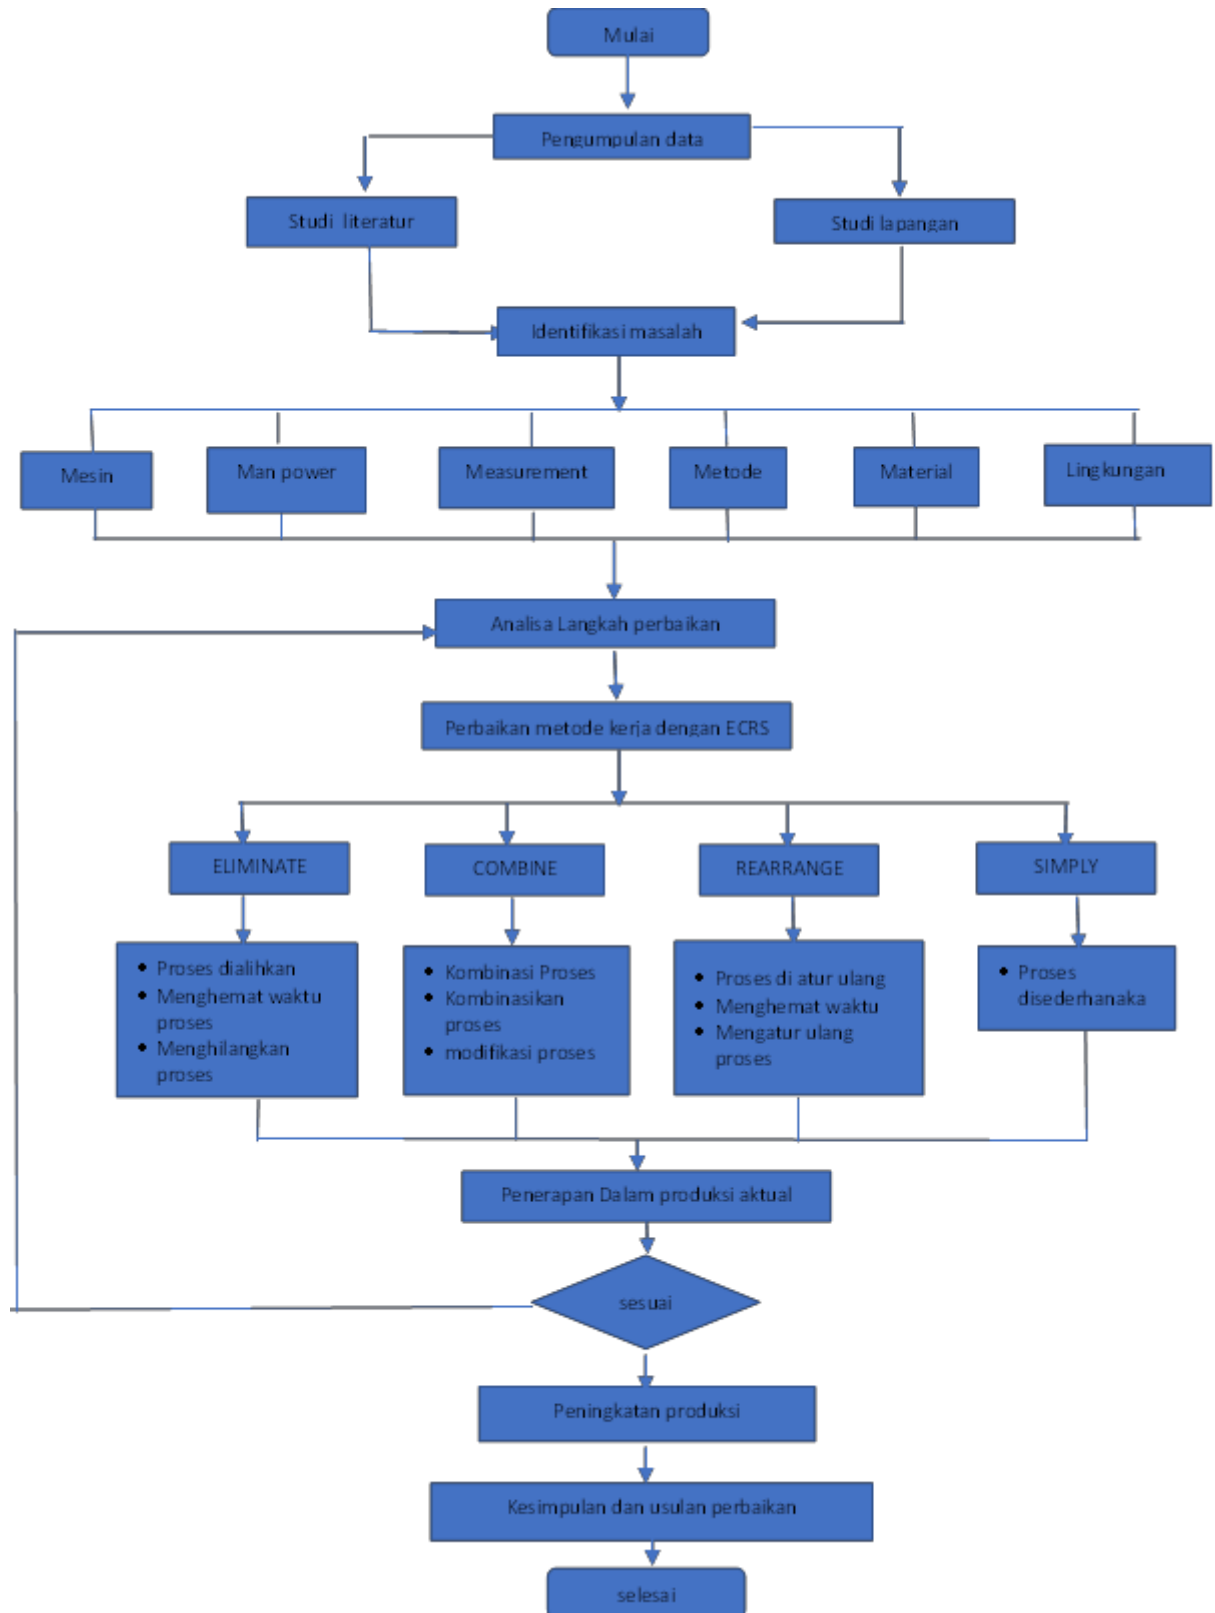 Mulai
Pengumpulan data
Studi literatur
Studi lapangan
Identifikasi masalah
Mesin
Man power
Measurement
Metode
Material
Lingkungan
Analisa Langkah perbaikan
Perbaikan metode kerja dengan ECRS
ELIMINATE
COMBINE
REARRANGE
SIMPLY
• Proses dialihkan
• Menghemat waktu
proses
• Menghilangkan
proses
• Kombinasi Proses
• Kombinasikan
proses
• modifikasi proses
• Proses di atur ulang
• Menghemat waktu
• Mengatur ulang
proses
• Proses
disederhanaka
Penerapan Dalam produksi aktual
sesuai
Peningkatan produksi
Kesimpulan dan usulan perbaikan
selesai